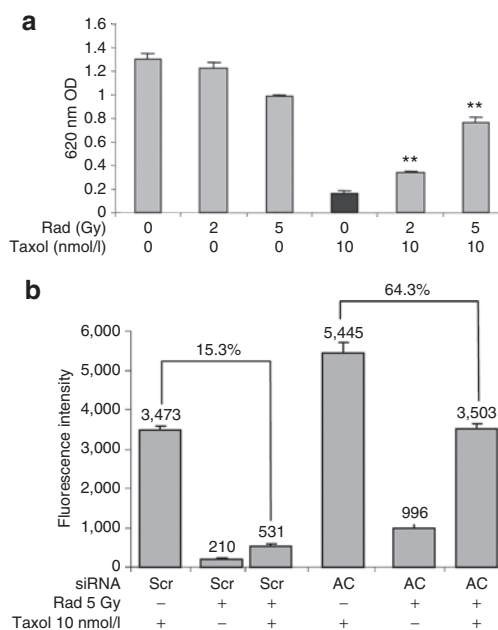 a
1.6
1.4
1.2
1
0.8
0.6
0.4
0.2
0
620 nm OD
** **
Rad (Gy) 0 2 5 0 2 5
Taxol (nmol/l) 0 0 0 10 10 10
b
64.3%
6,000
5,000
4,000
3,000
2,000
1,000
0
Fluorescence intensity
15.3%
3,473
210
531
5,445
996
3,503
siRNA Scr Scr Scr AC AC AC
Rad 5 Gy – + + – + +
Taxol 10 nmol/l + – + + – +